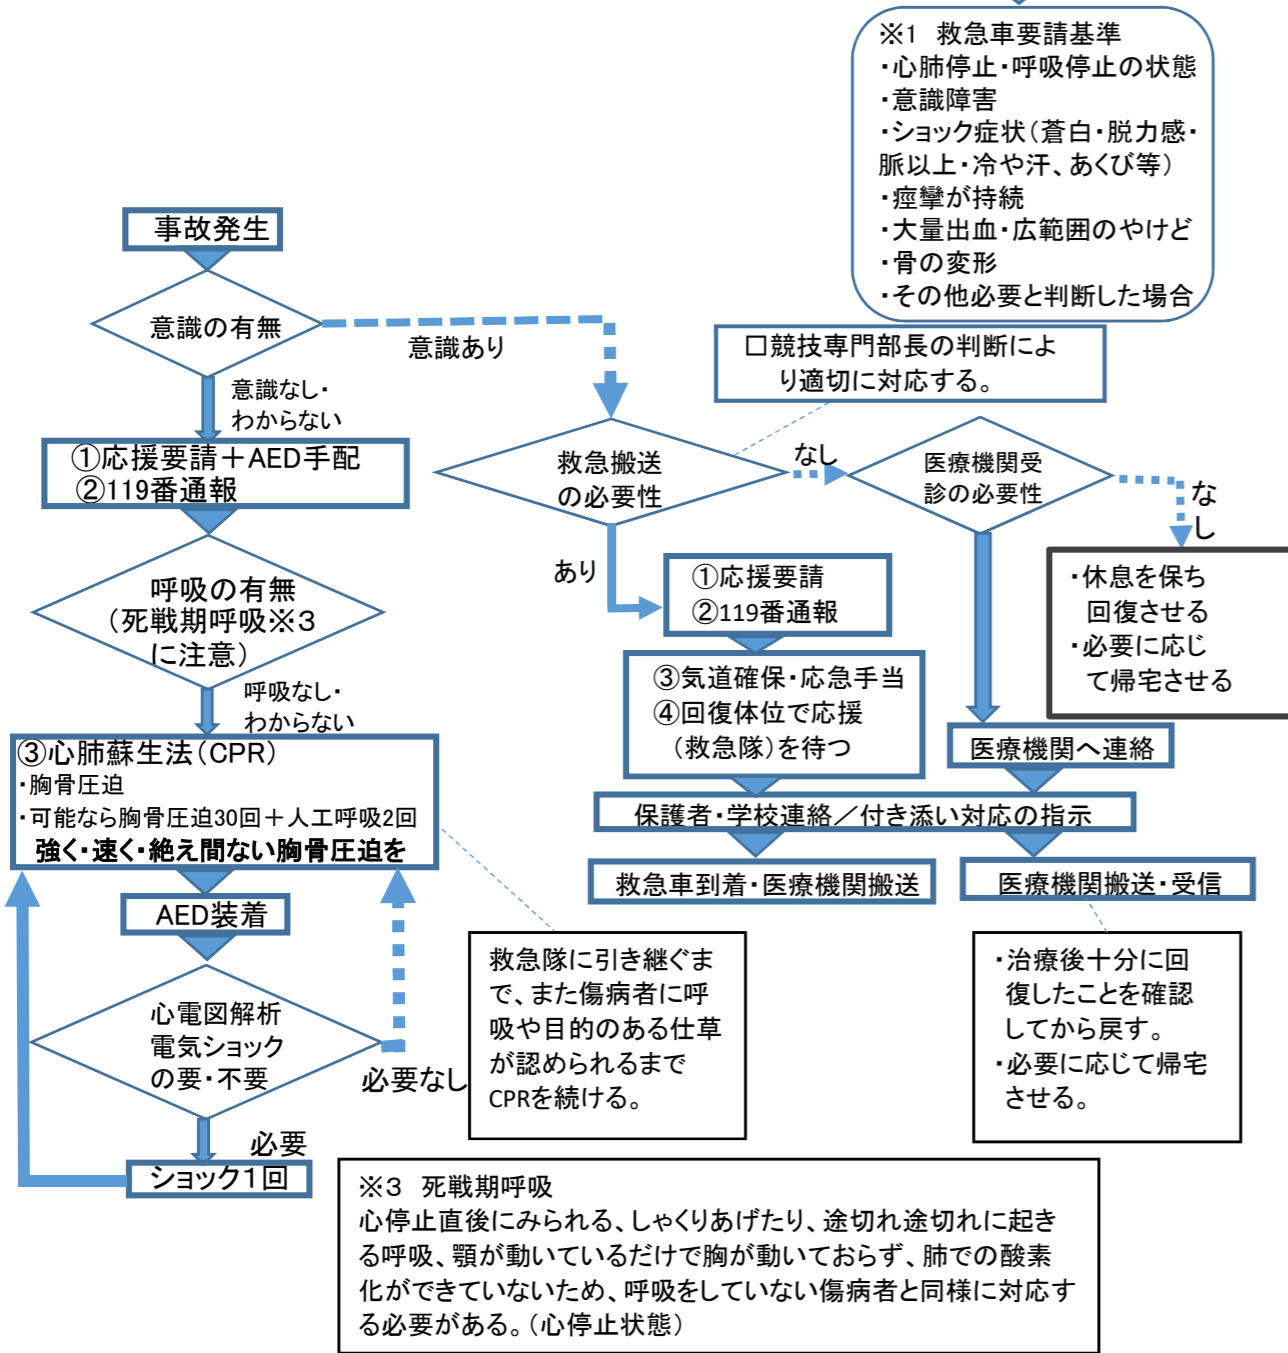 ※1 救急車要請基準
・心肺停止・呼吸停止の状態
・意識障害
・ショック症状（蒼白・脱力感・
脈以上・冷や汗、あくび等）
・痙攣が持続
・大量出血・広範囲のやけど
・骨の変形
・その他必要と判断した場合
事故発生
意識の有無
意識あり
□競技専門部長の判断によ
り適切に対応する。
意識なし・
わからない
①応援要請＋AED手配
②119番通報
救急搬送
の必要性
なし
医療機関受
診の必要性
な
し
あり
①応援要請
②119番通報
・休息を保ち
回復させる
・必要に応じ
て帰宅させる
呼吸の有無
（死戦期呼吸※３
に注意）
呼吸なし・
わからない
③気道確保・応急手当
④回復体位で応援
（救急隊）を待つ
医療機関へ連絡
③心肺蘇生法（CPR）
・胸骨圧迫
・可能なら胸骨圧迫30回＋人工呼吸2回
強く・速く・絶え間ない胸骨圧迫を
保護者・学校連絡／付き添い対応の指示
救急車到着・医療機関搬送
医療機関搬送・受信
AED装着
心電図解析
電気ショック
の要・不要
必要なし
救急隊に引き継ぐま
で、また傷病者に呼
吸や目的のある仕草
が認められるまで
CPRを続ける。
・治療後十分に回
復したことを確認
してから戻す。
・必要に応じて帰宅
させる。
必要
ショック１回
※３ 死戦期呼吸
心停止直後にみられる、しゃくりあげたり、途切れ途切れに起き
る呼吸、顎が動いているだけで胸が動いておらず、肺での酸素
化ができていないため、呼吸をしていない傷病者と同様に対応す
る必要がある。（心停止状態）